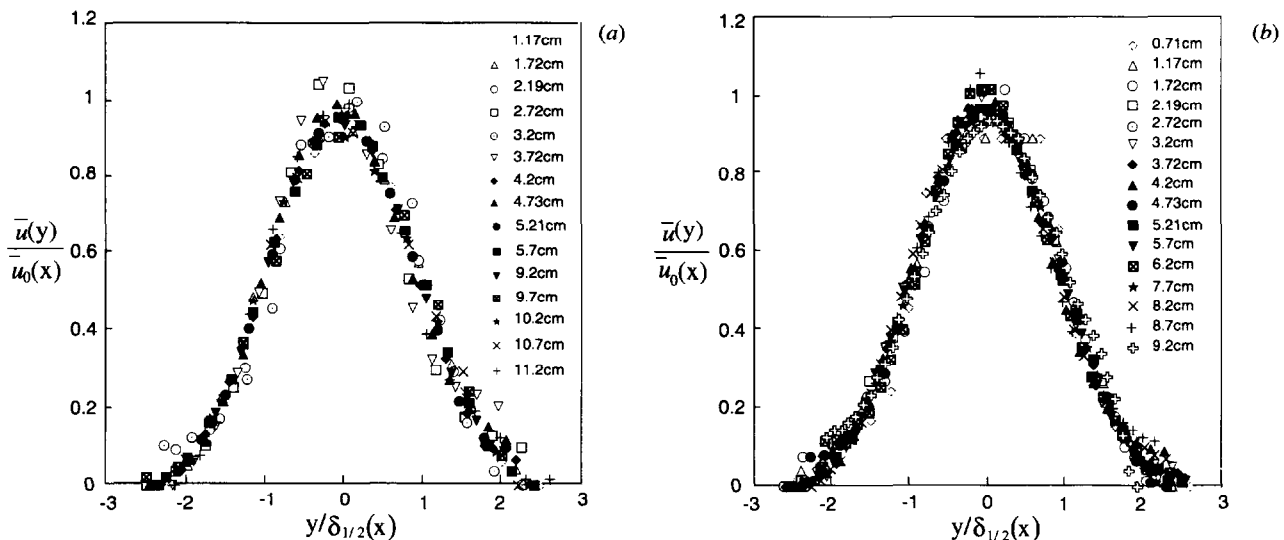 (a)
1.2
1
0.8
0.6
0.4
0.2
0
-3
-2
-1
0
1
2
3
u̅(y)
u̅₀(x)
y/δ₁/₂(x)
1.17cm
1.72cm
2.19cm
2.72cm
3.2cm
3.72cm
4.2cm
4.73cm
5.21cm
5.7cm
9.2cm
9.7cm
10.2cm
10.7cm
11.2cm
(b)
1.2
1
0.8
0.6
0.4
0.2
0
-3
-2
-1
0
1
2
3
u̅(y)
u̅₀(x)
y/δ₁/₂(x)
0.71cm
1.17cm
1.72cm
2.19cm
2.72cm
3.2cm
3.72cm
4.2cm
4.73cm
5.21cm
5.7cm
6.2cm
7.7cm
8.2cm
8.7cm
9.2cm